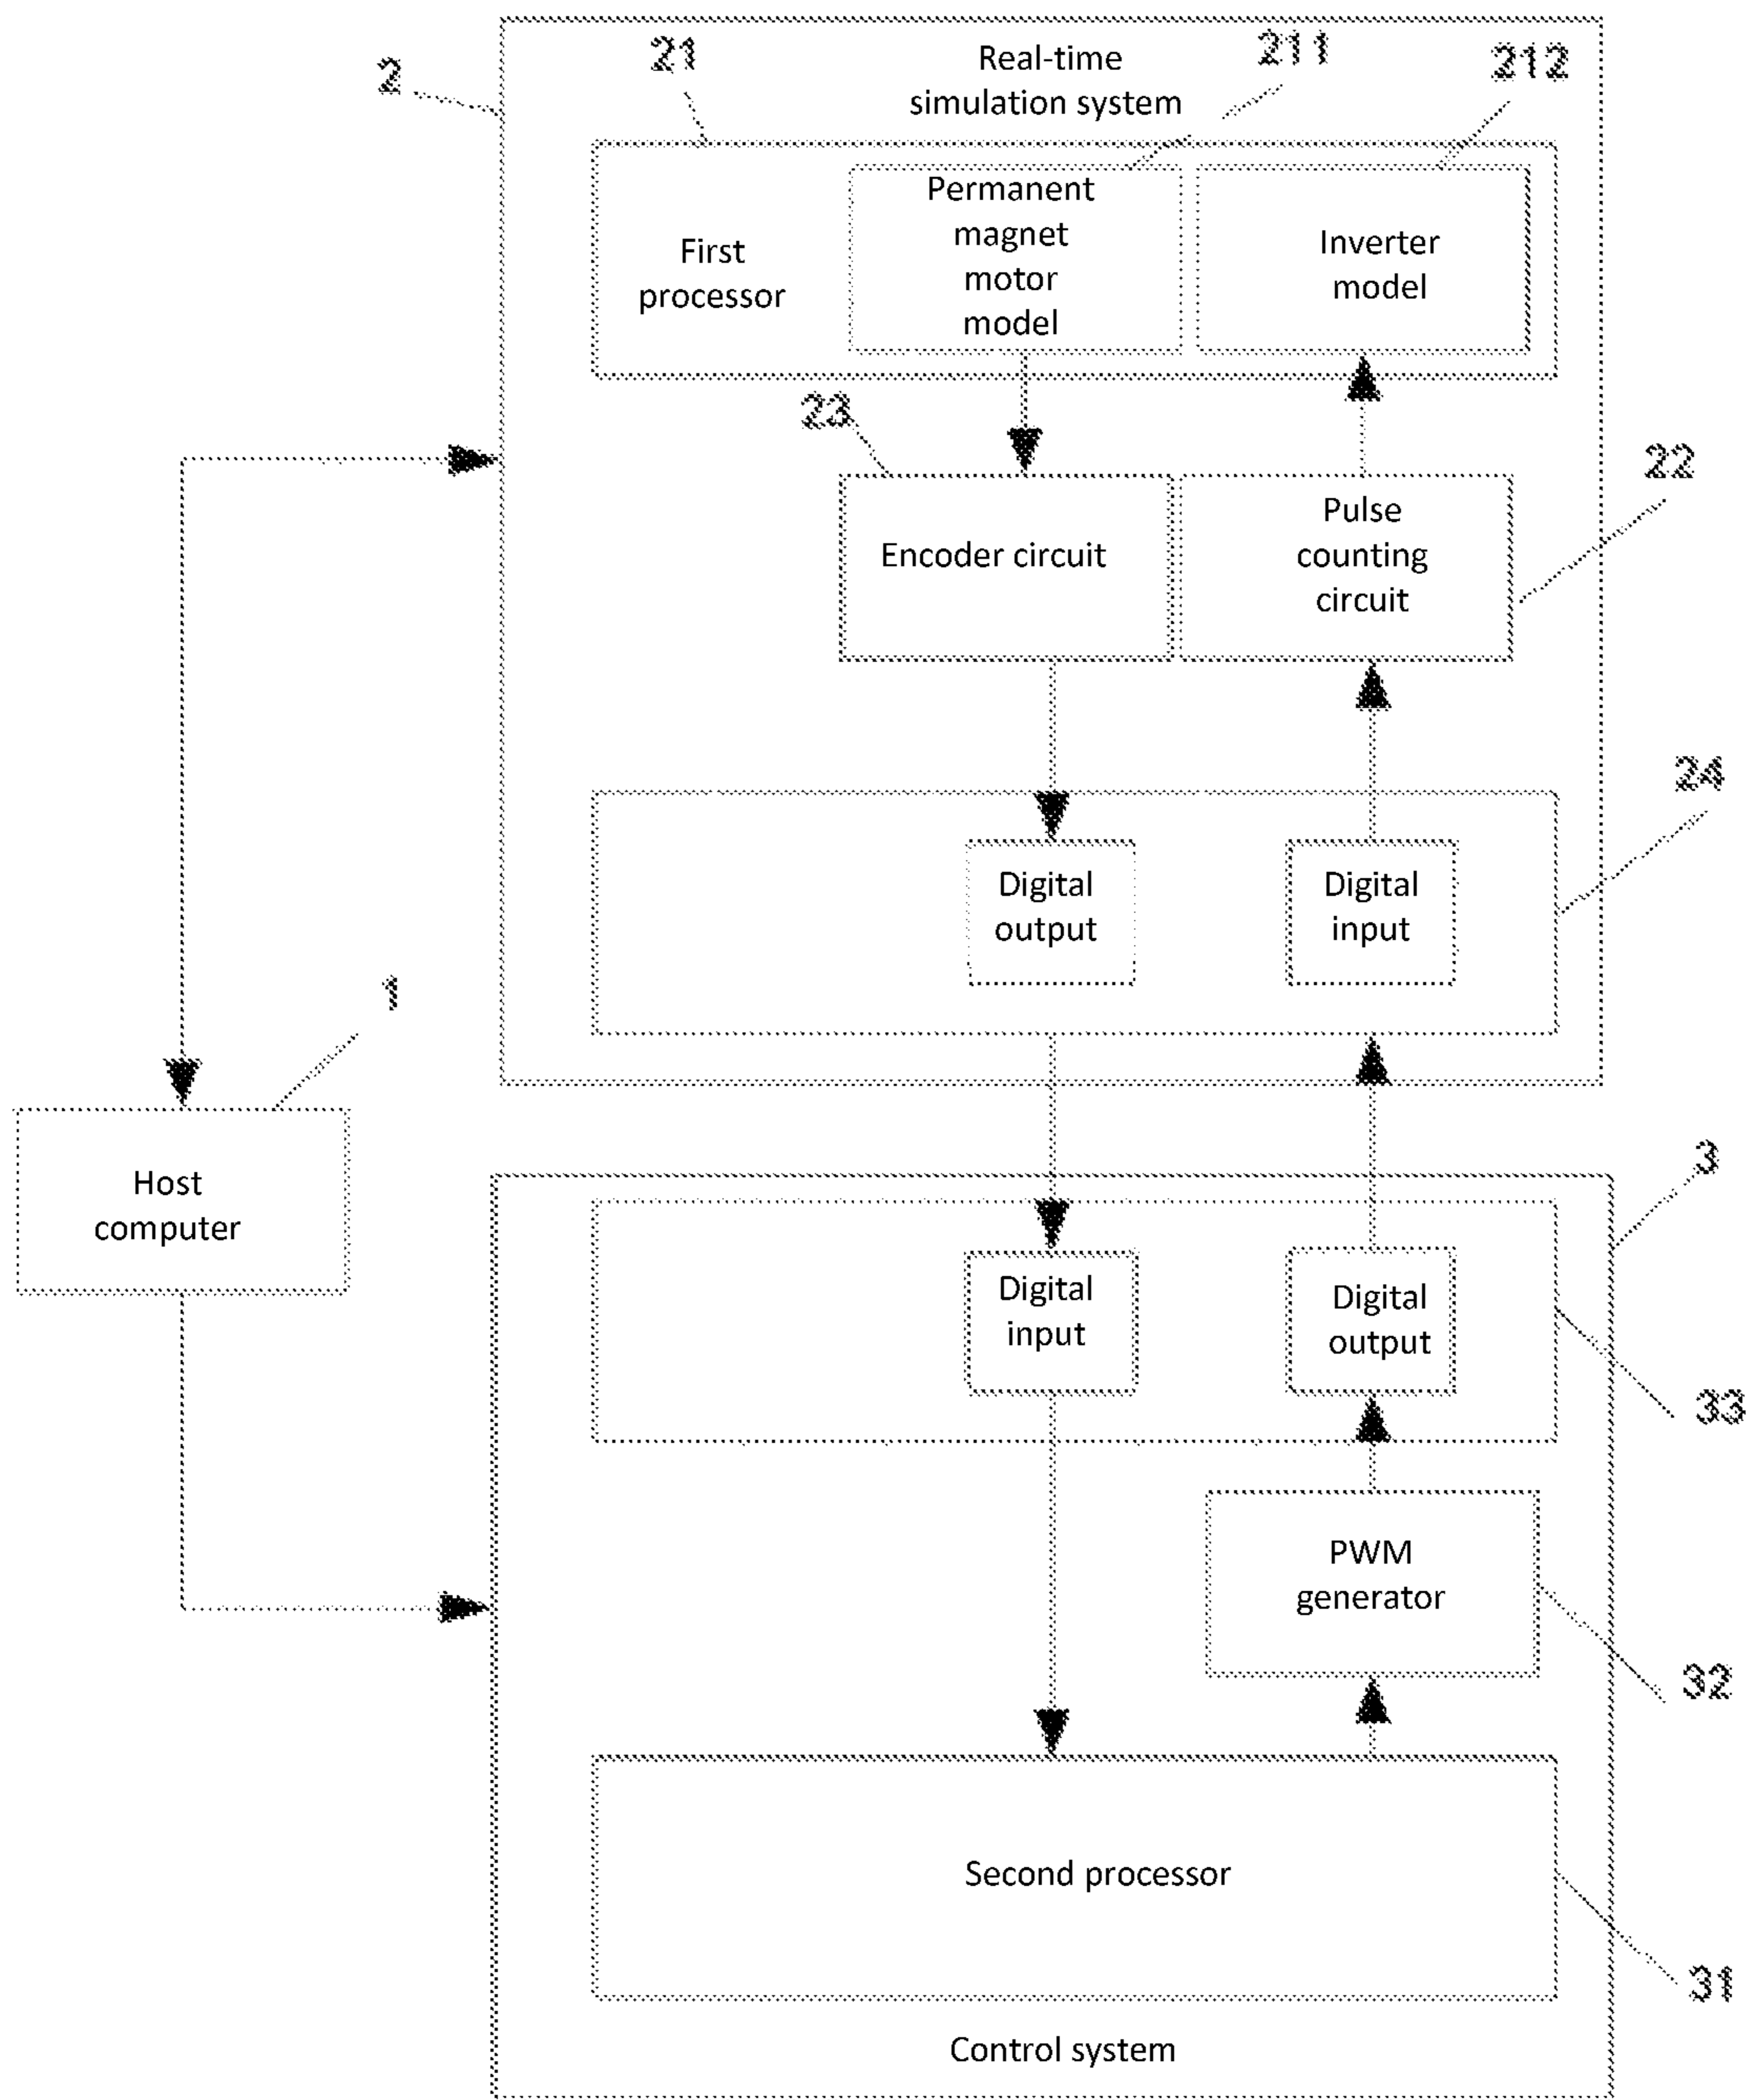 2
21
Real-time
simulation system
211
212
First
processor
Permanent
magnet
motor
model
Inverter
model
23
22
Encoder circuit
Pulse
counting
circuit
24
Digital
output
Digital
input
1
Host
computer
3
Digital
input
Digital
output
33
PWM
generator
32
Second processor
31
Control system